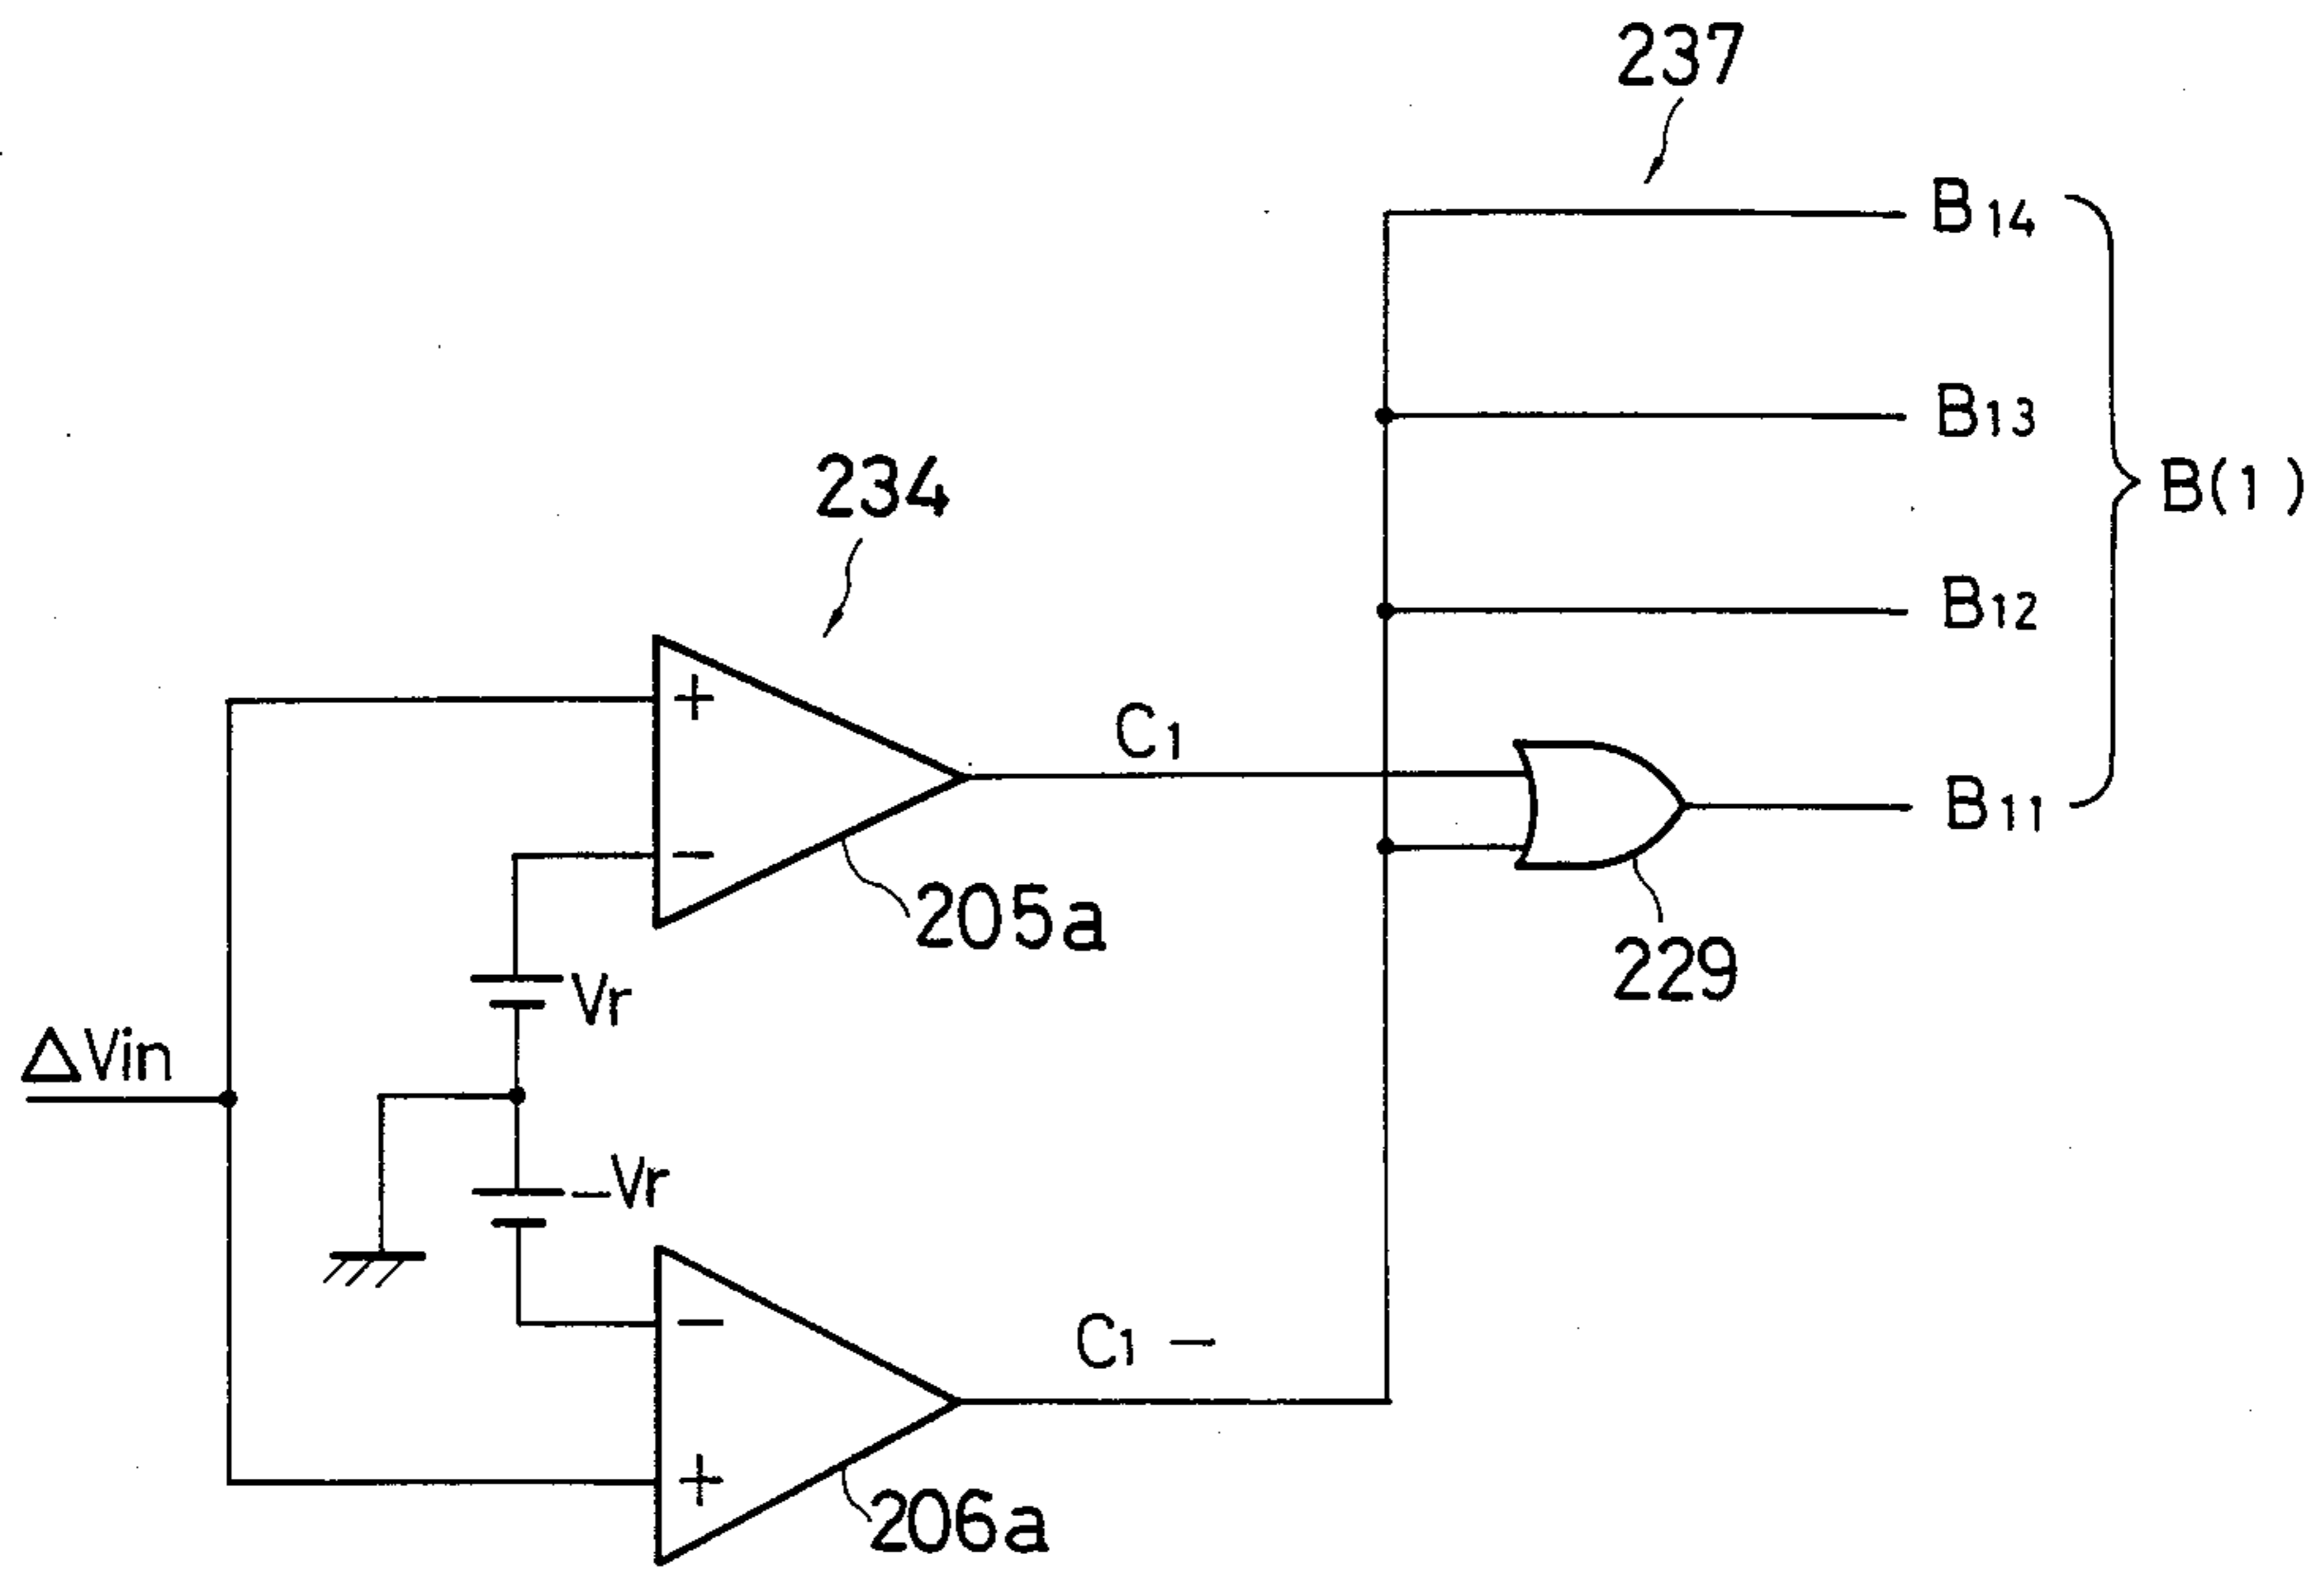 237
B14
B13
B(1)
234
B12
C1
B11
+
−
205a
229
Vr
ΔVin
−Vr
−
C1 −
+
206a